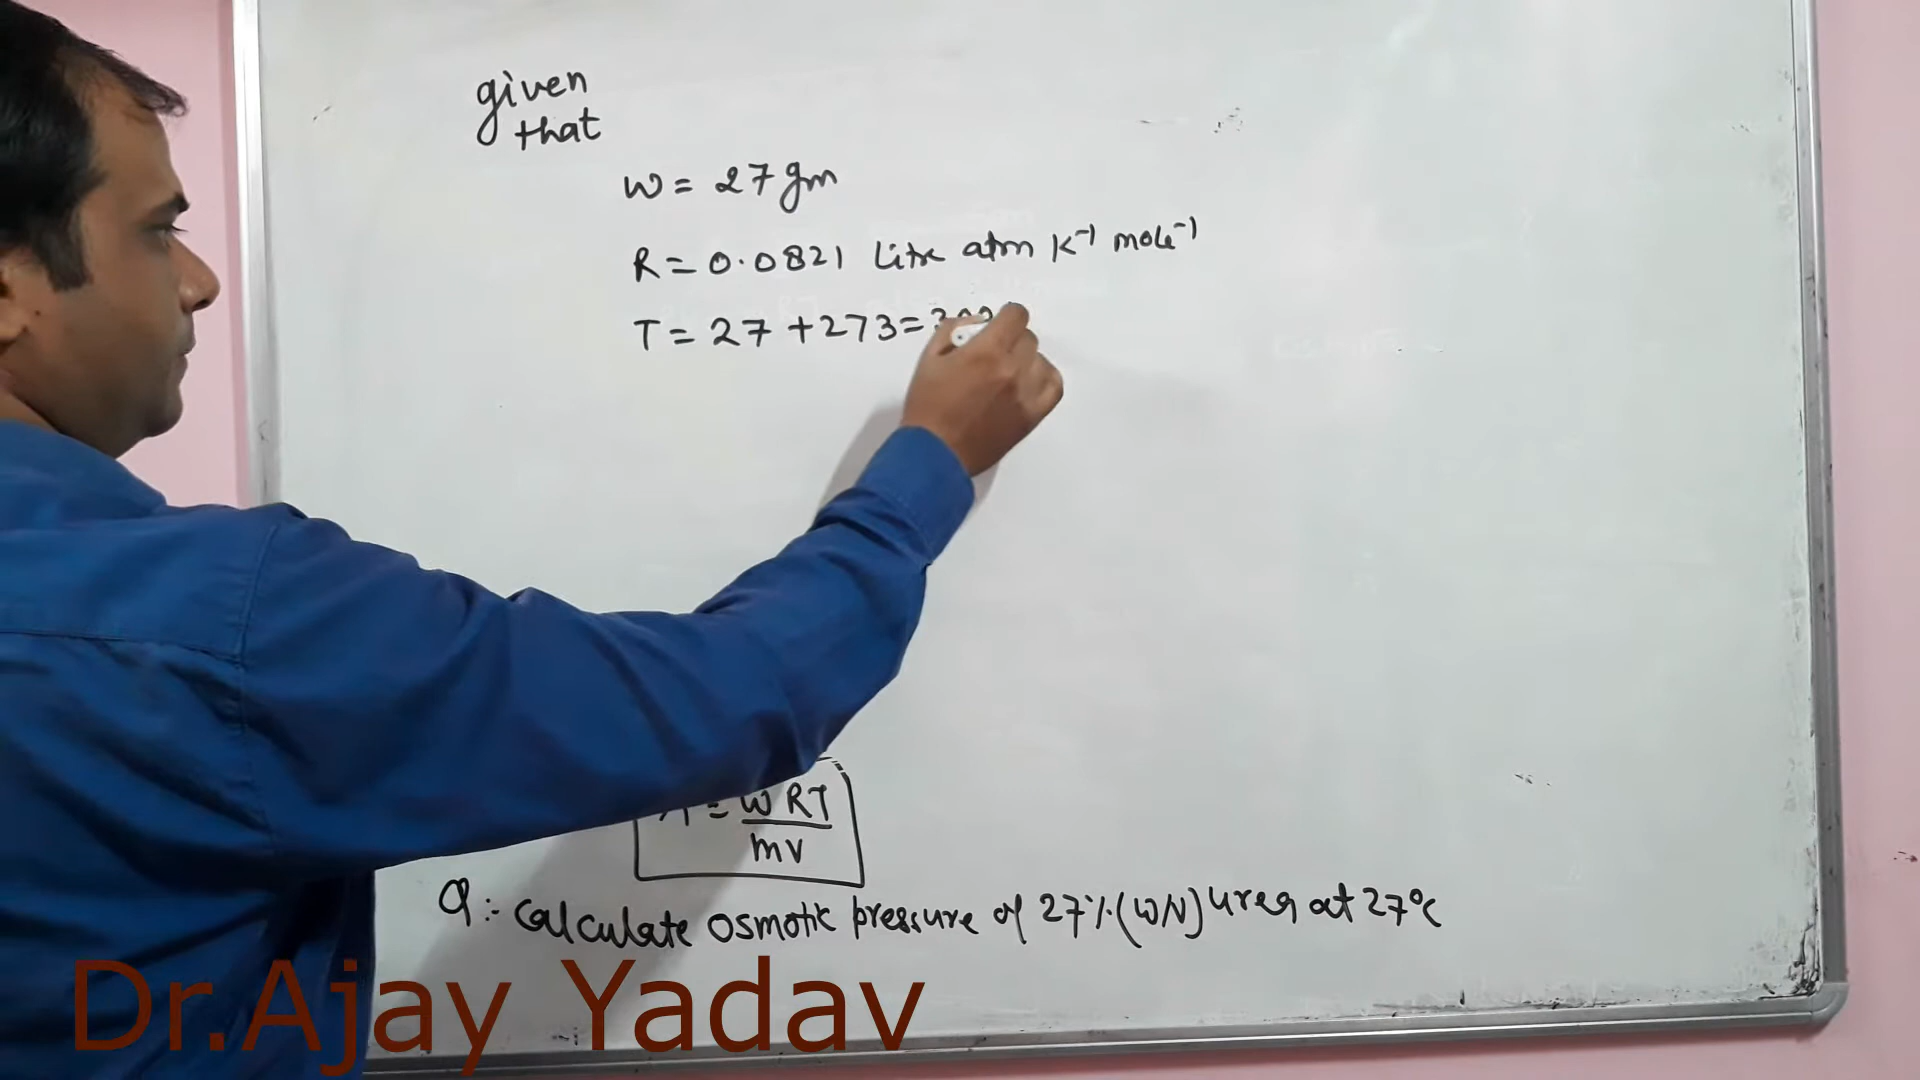 given
that
W = 27 gm
R = 0.0821 Litre atm K⁻¹ mole⁻¹
T = 27 + 273 =
π = W RT
mv
Q :- Calculate osmotic pressure of 27% (W/V) urea at 27°C
Dr.Ajay Yadav